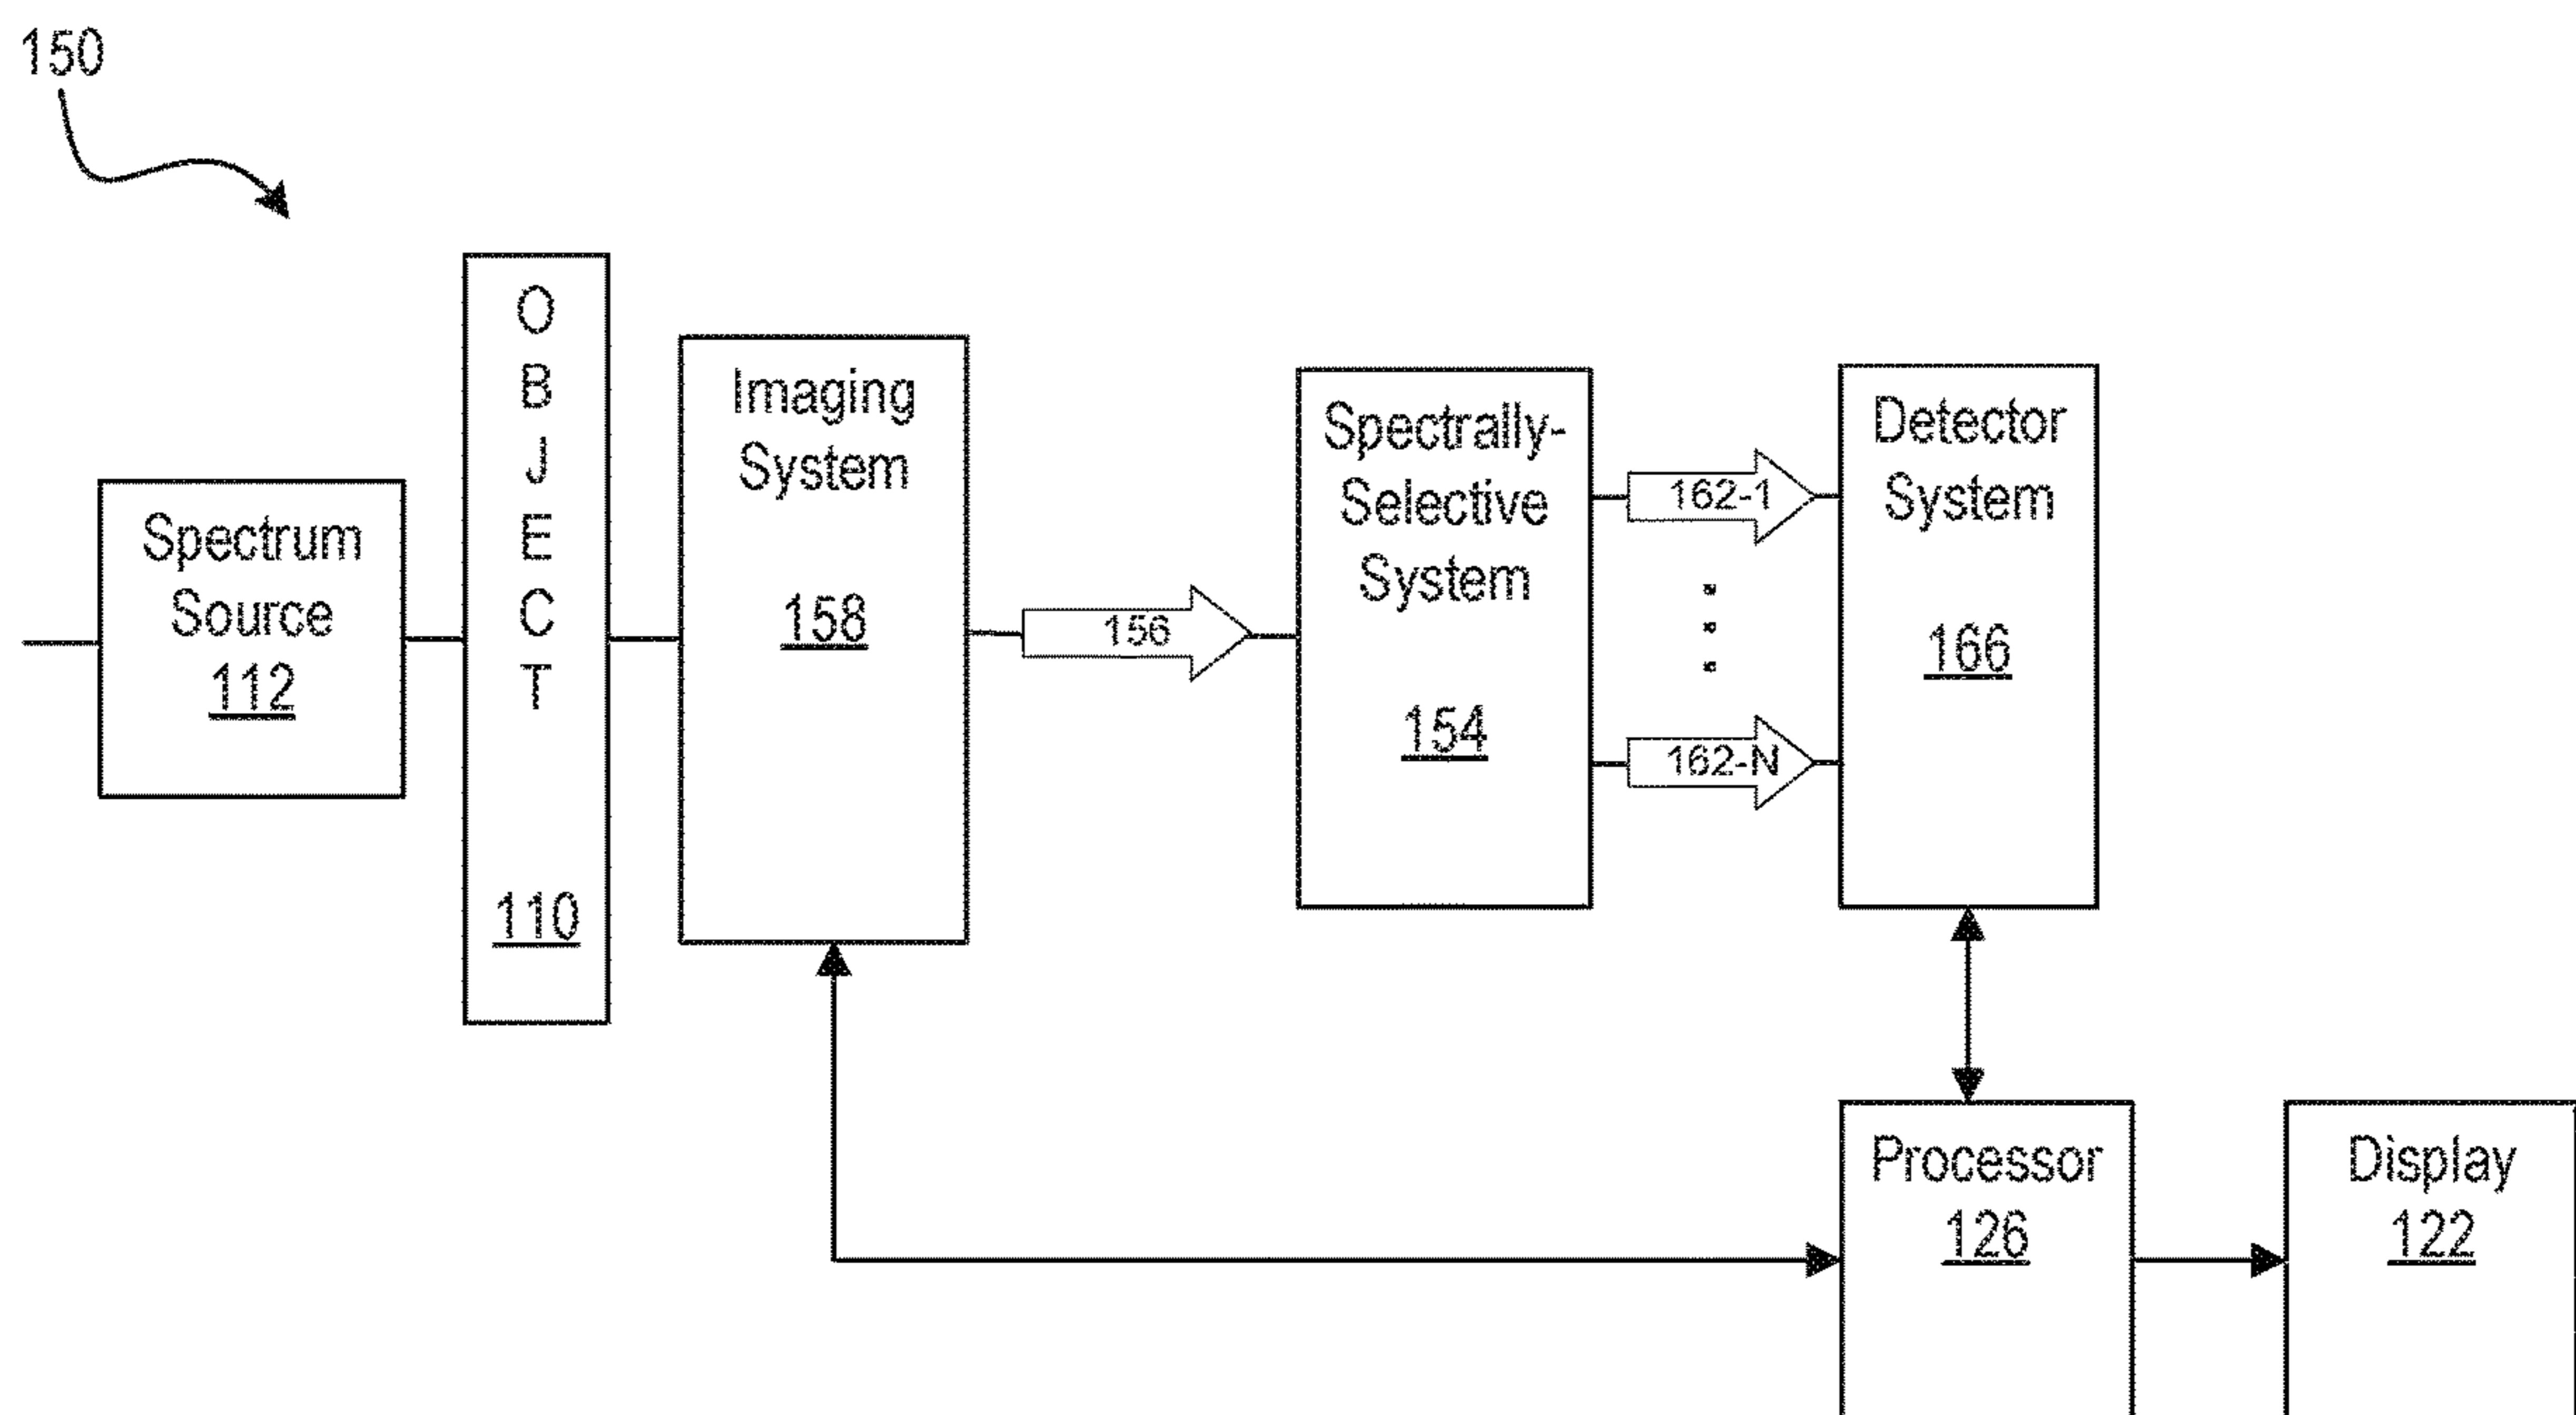 150
O
B
J
E
C
T
110
Spectrum
Source
112
Imaging
System
158
156
Spectrally-
Selective
System
154
162-1
162-N
Detector
System
166
Processor
126
Display
122